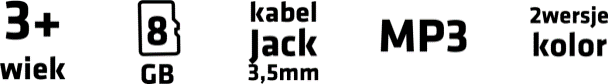 3+
wiek
8
GB
kabel
Jack
3,5mm
MP3
2wersje
kolor